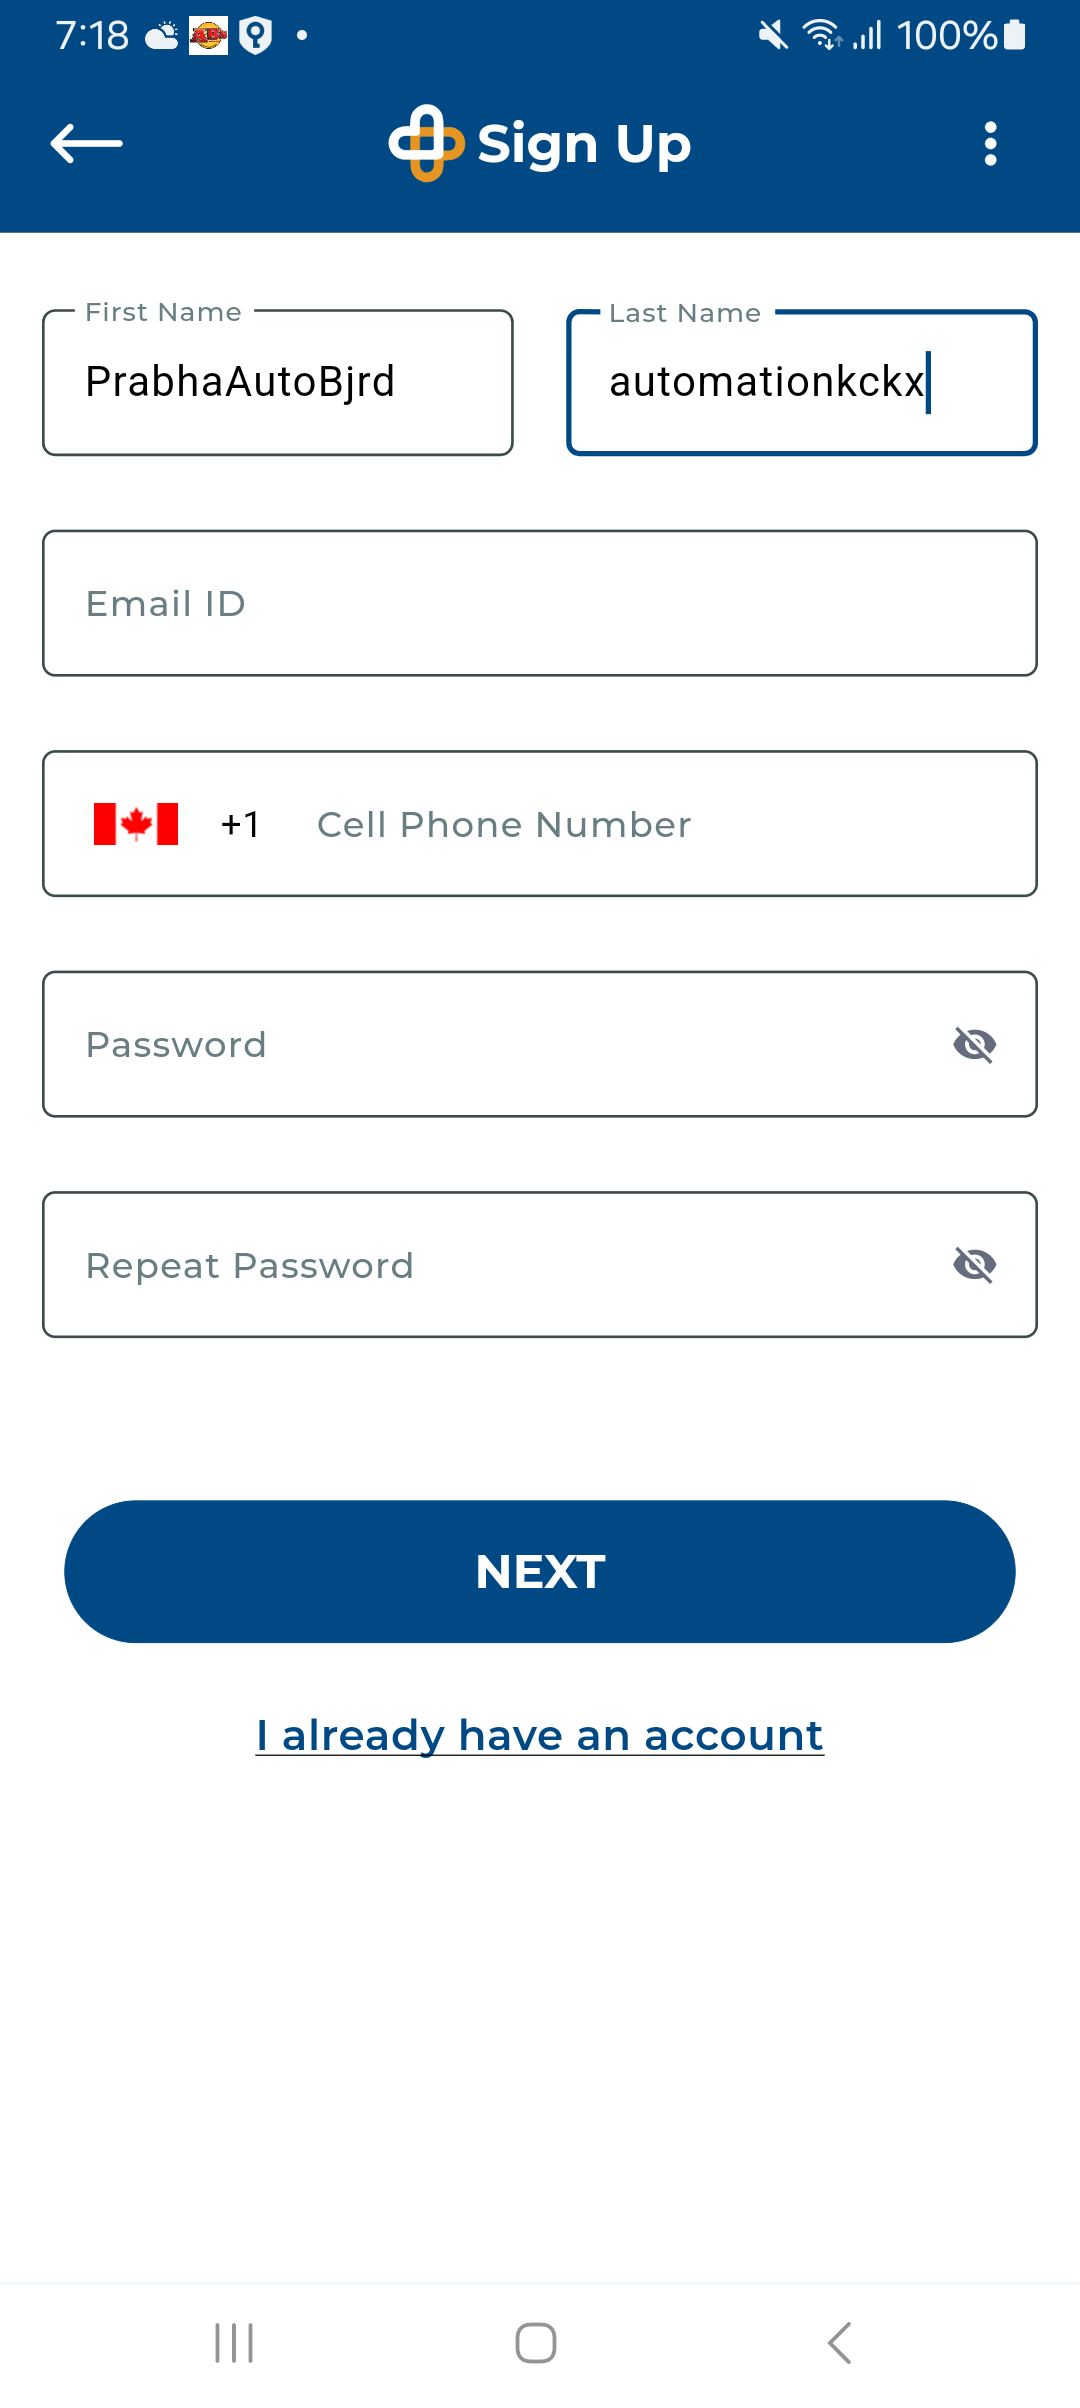 7:18 100%
Sign Up
First Name Last Name
PrabhaAutoBjrd automationkckx
Email ID
+1 Cell Phone Number
Password
Repeat Password
NEXT
I already have an account